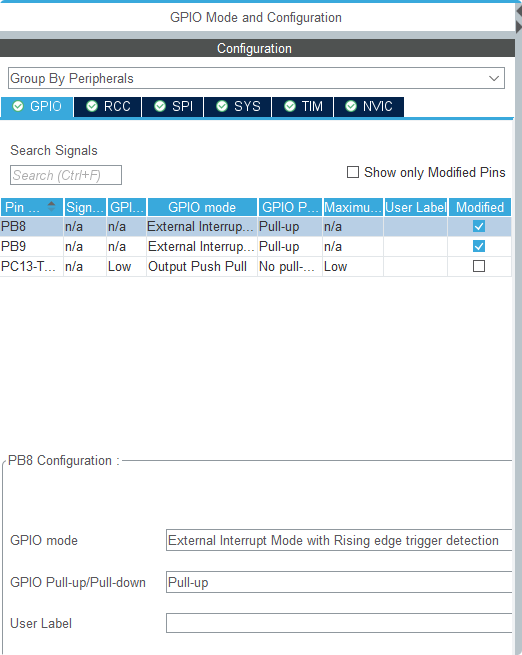 GPIO Mode and Configuration
Configuration
Group By Peripherals
GPIO RCC SPI SYS TIM NVIC
Search Signals
Search (Ctrl+F)
Show only Modified Pins
Pin ... Sign... GPI... GPIO mode GPIO P... Maximu... User Label Modified
PB8 n/a n/a External Interrup... Pull-up n/a
PB9 n/a n/a External Interrup... Pull-up n/a
PC13-T... n/a Low Output Push Pull No pull-... Low
PB8 Configuration :
GPIO mode External Interrupt Mode with Rising edge trigger detection
GPIO Pull-up/Pull-down Pull-up
User Label